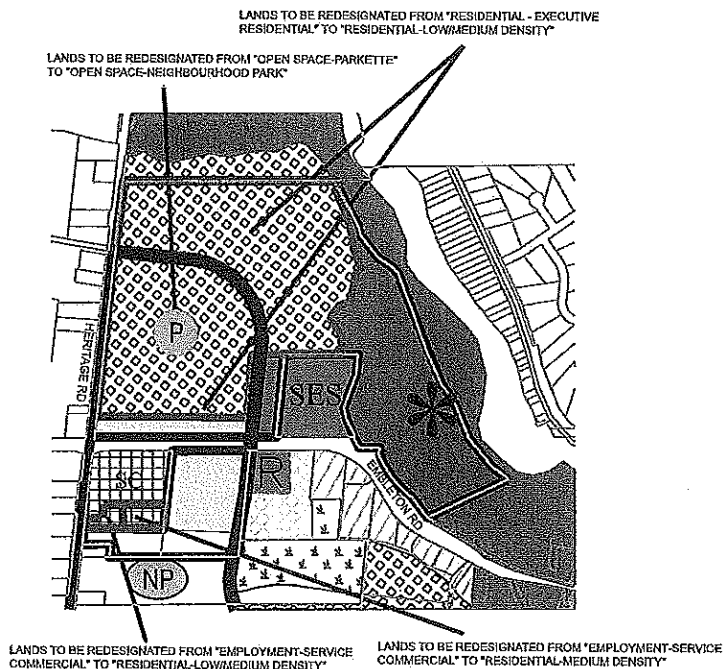 LANDS TO BE REDESIGNATED FROM "RESIDENTIAL - EXECUTIVE
RESIDENTIAL" TO "RESIDENTIAL-LOW/MEDIUM DENSITY"
LANDS TO BE REDESIGNATED FROM "OPEN SPACE-PARKETTE"
TO "OPEN SPACE-NEIGHBOURHOOD PARK"
P
HERITAGE RD
SES
SC
R
EMBLETON RD
NP
LANDS TO BE REDESIGNATED FROM "EMPLOYMENT-SERVICE
COMMERCIAL" TO "RESIDENTIAL-LOW/MEDIUM DENSITY"
LANDS TO BE REDESIGNATED FROM "EMPLOYMENT-SERVICE
COMMERCIAL" TO "RESIDENTIAL-MEDIUM DENSITY"